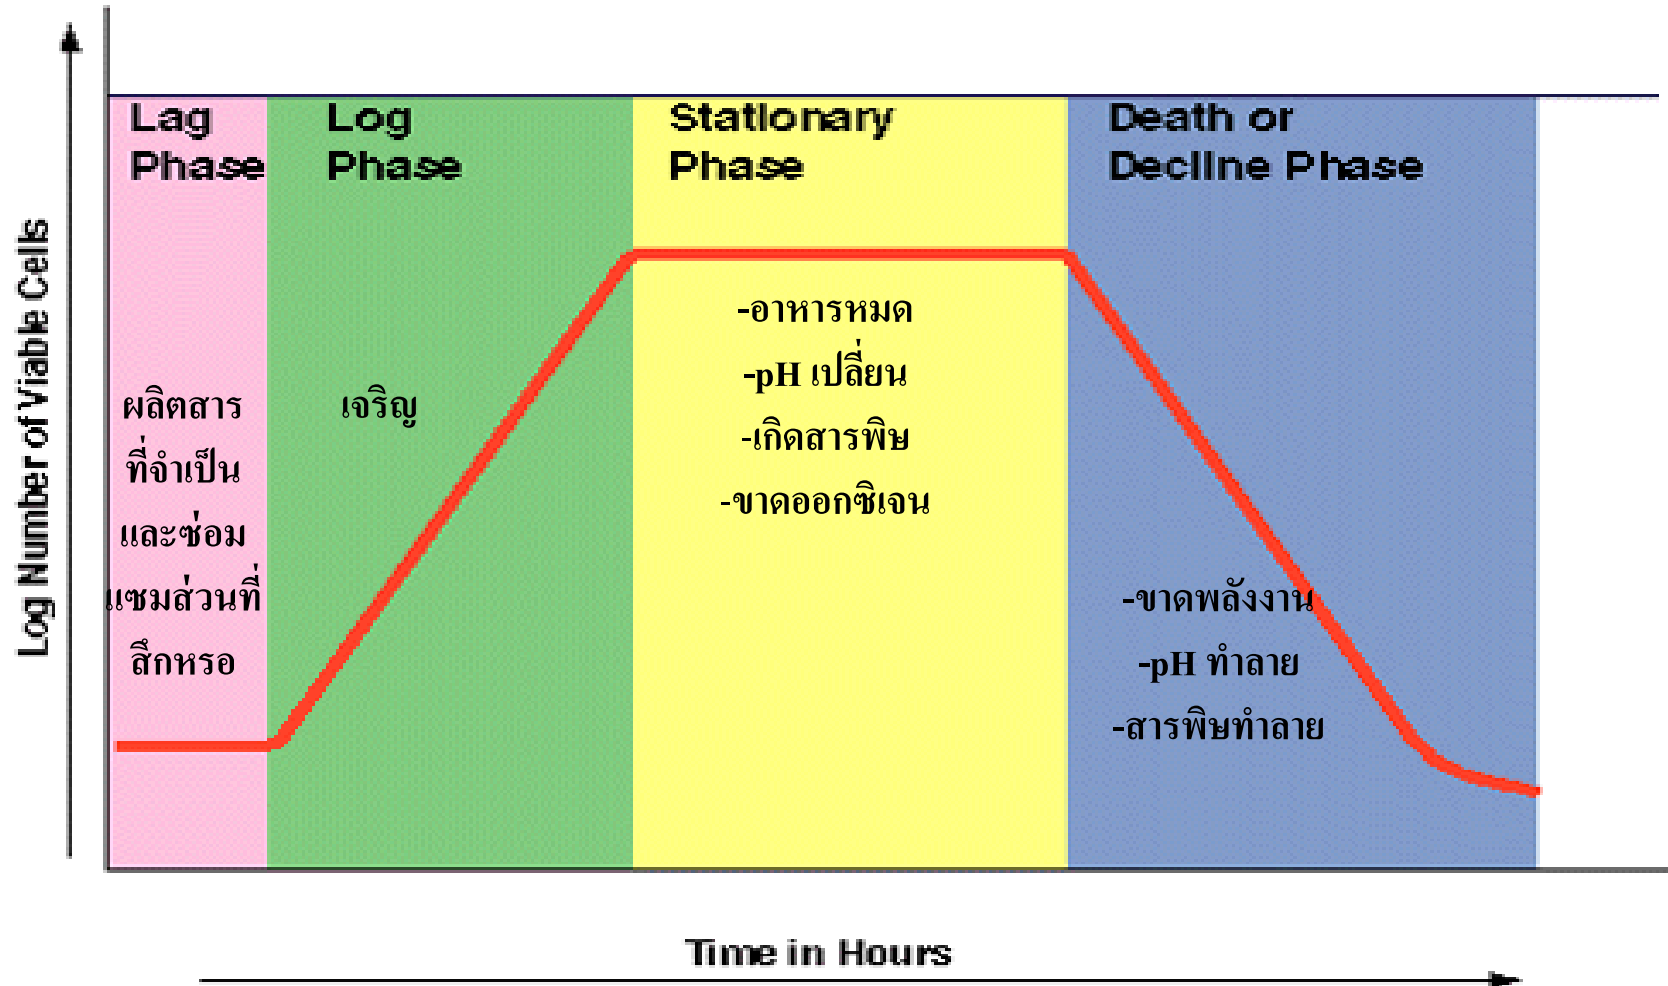 Lag
Phase
Log
Phase
Stationary
Phase
Death or
Decline Phase
Log Number of Viable Cells
ผลิตสาร
ที่จำเป็น
และซ่อม
แซมส่วนที่
สึกหรอ
เจริญ
-อาหารหมด
-pH เปลี่ยน
-เกิดสารพิษ
-ขาดออกซิเจน
-ขาดพลังงาน
-pH ทำลาย
-สารพิษทำลาย
Time in Hours